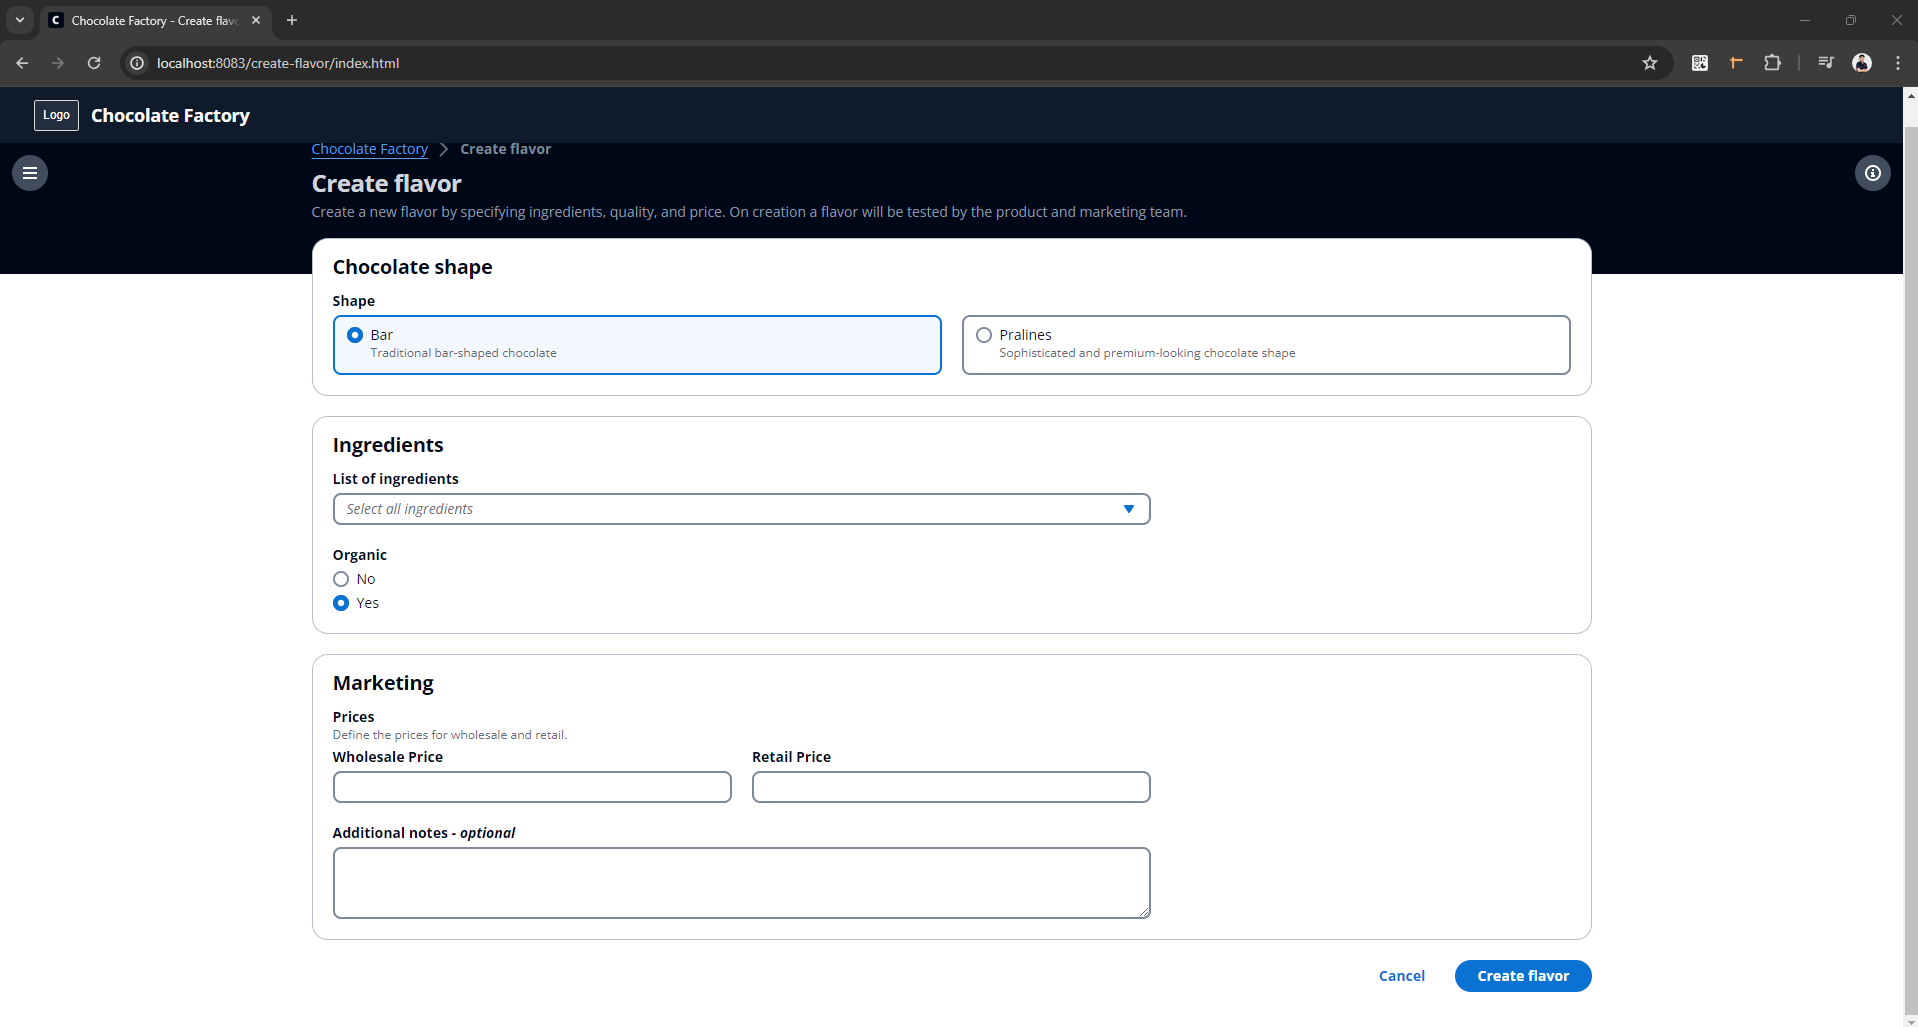 C Chocolate Factory - Create flav
localhost:8083/create-flavor/index.html
Logo Chocolate Factory
Chocolate Factory > Create flavor
Create flavor
Create a new flavor by specifying ingredients, quality, and price. On creation a flavor will be tested by the product and marketing team.
Chocolate shape
Shape
Bar
Traditional bar-shaped chocolate
Pralines
Sophisticated and premium-looking chocolate shape
Ingredients
List of ingredients
Select all ingredients
Organic
No
Yes
Marketing
Prices
Define the prices for wholesale and retail.
Wholesale Price Retail Price
Additional notes - optional
Cancel Create flavor